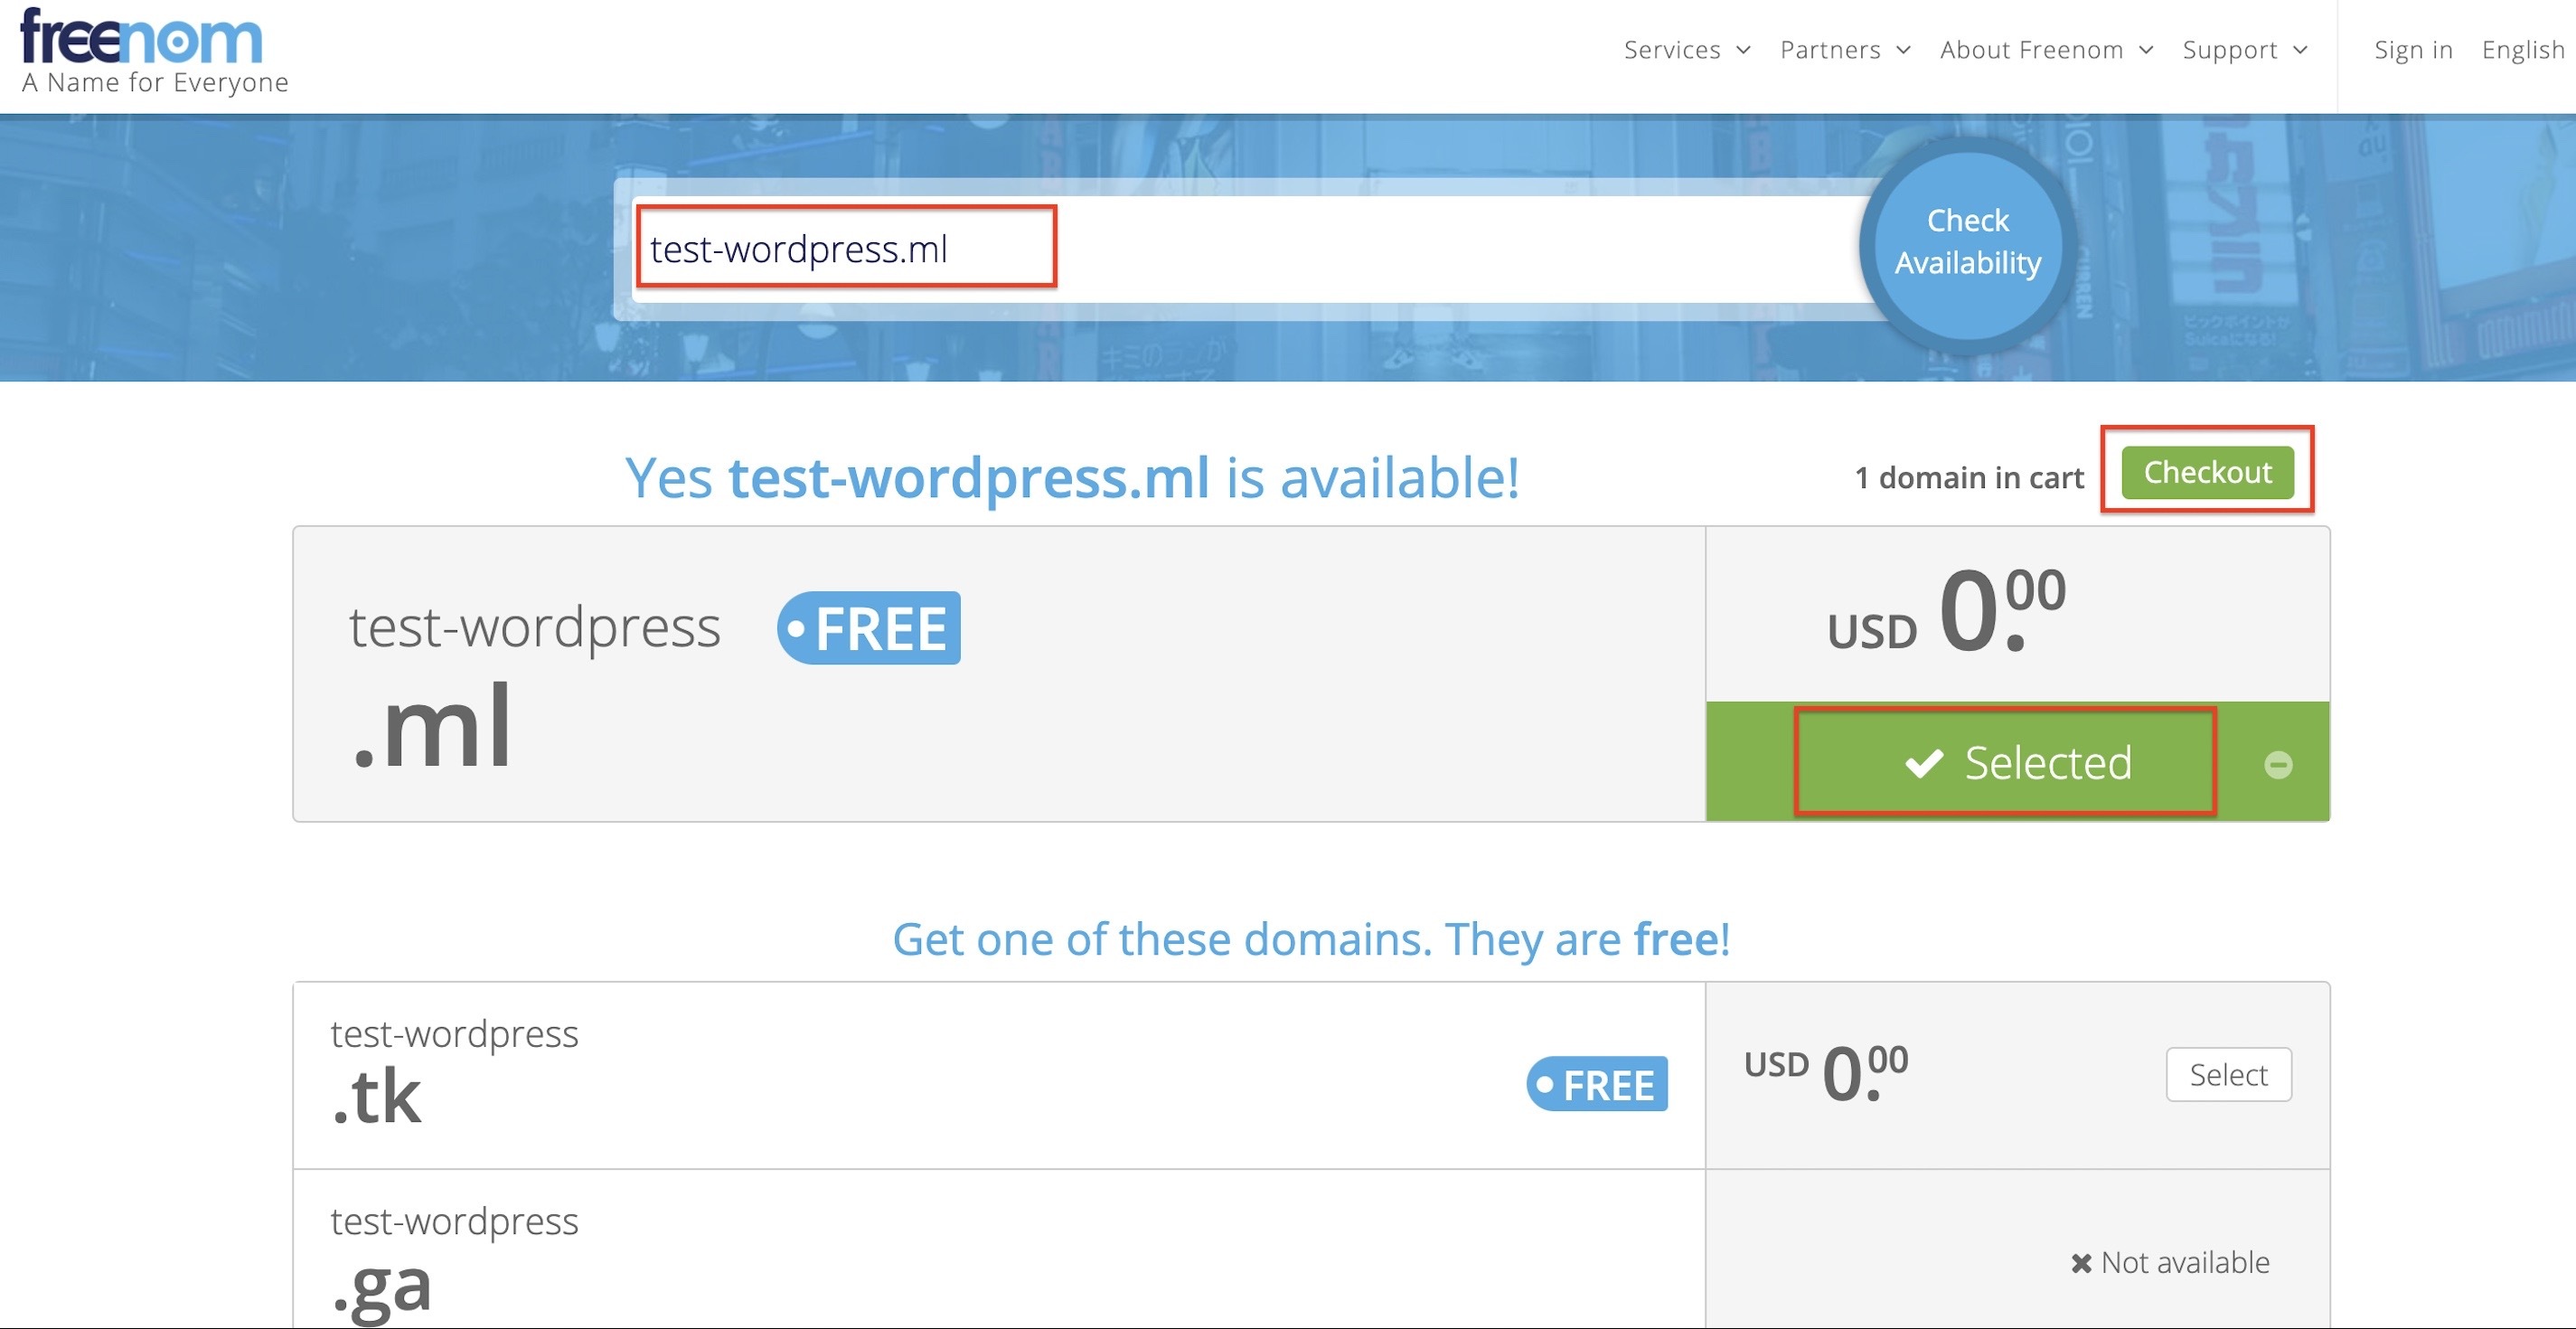 freenom
A Name for Everyone
Services Partners About Freenom Support Sign in English
test-wordpress.ml
Check
Availability
Yes test-wordpress.ml is available!
1 domain in cart Checkout
test-wordpress FREE
.ml
USD 0.00
Selected
Get one of these domains. They are free!
test-wordpress
.tk
FREE
USD 0.00
Select
test-wordpress
.ga
Not available